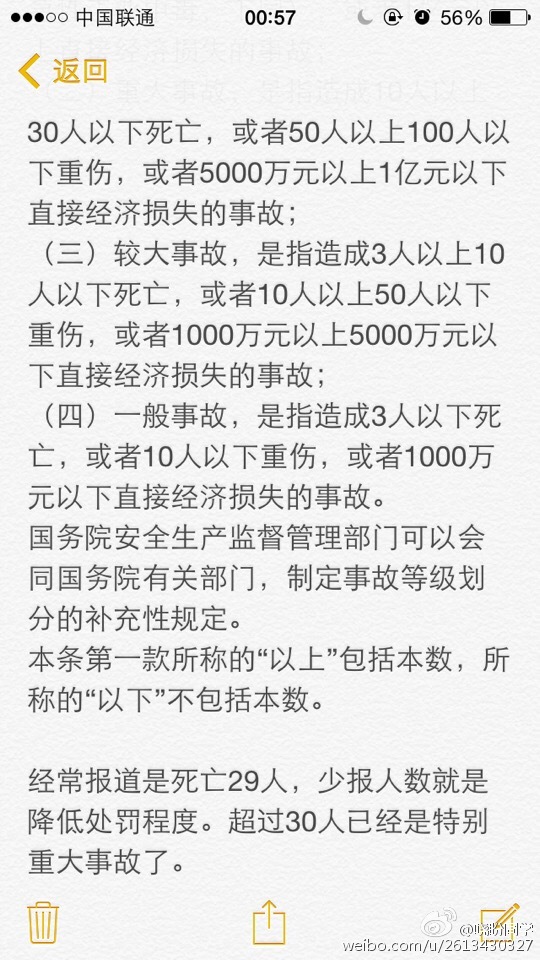 中国联通 00:57 56%
返回
30人以下死亡，或者50人以上100人以
下重伤，或者5000万元以上1亿元以下
直接经济损失的事故；
（三）较大事故，是指造成3人以上10
人以下死亡，或者10人以上50人以下
重伤，或者1000万元以上5000万元以
下直接经济损失的事故；
（四）一般事故，是指造成3人以下死
亡，或者10人以下重伤，或者1000万
元以下直接经济损失的事故。
国务院安全生产监督管理部门可以会
同国务院有关部门，制定事故等级划
分的补充性规定。
本条第一款所称的“以上”包括本数，所
称的“以下”不包括本数。
经常报道是死亡29人，少报人数就是
降低处罚程度。超过30人已经是特别
重大事故了。
weibo.com/u/2613430327